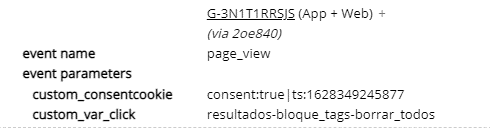 G-3N1T1RRSJS (App + Web) +
(via 2oe840)
event name page_view
event parameters
custom_consentcookie consent:true|ts:1628349245877
custom_var_click resultados-bloque_tags-borrar_todos